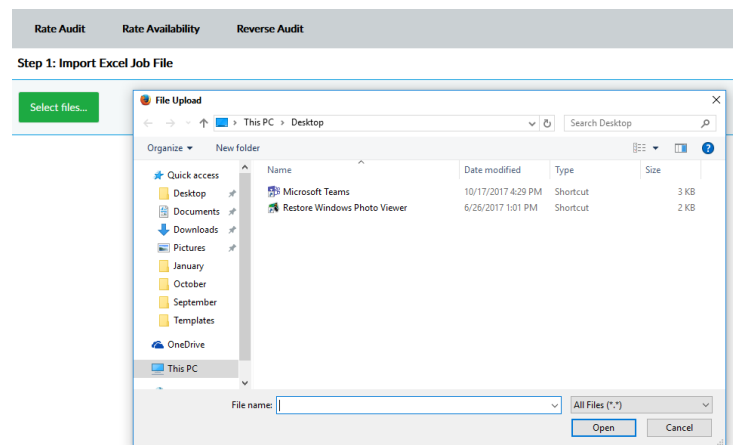 Rate Audit Rate Availability Reverse Audit
Step 1: Import Excel Job File
Select files...
File Upload
This PC > Desktop
Search Desktop
Organize New folder
Name Date modified Type Size
Quick access
Desktop
Documents
Downloads
Pictures
January
October
September
Templates
OneDrive
This PC
Microsoft Teams 10/17/2017 4:29 PM Shortcut 3 KB
Restore Windows Photo Viewer 6/26/2017 1:01 PM Shortcut 2 KB
File name: All Files (*.*)
Open Cancel